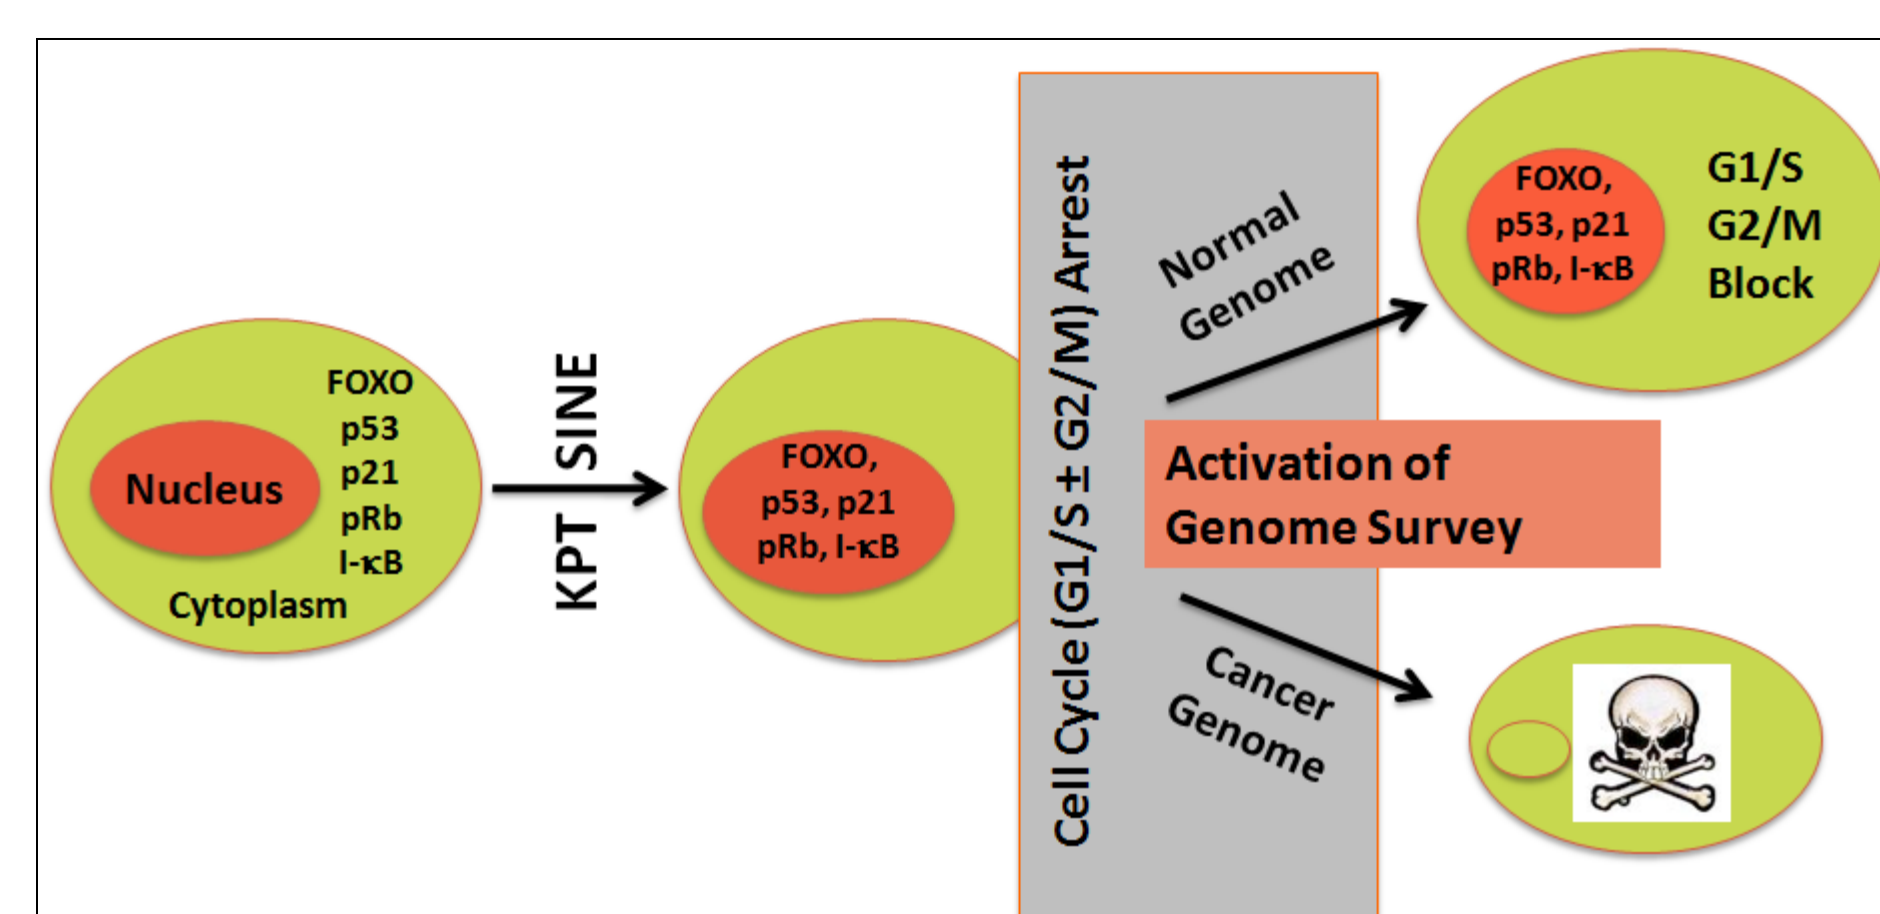 Nucleus
FOXO
p53
p21
pRb
I-κB
Cytoplasm
KPT SINE
FOXO,
p53, p21
pRb, I-κB
Cell Cycle (G1/S ± G2/M) Arrest
Normal
Genome
Activation of
Genome Survey
Cancer
Genome
FOXO,
p53, p21
pRb, I-κB
G1/S
G2/M
Block